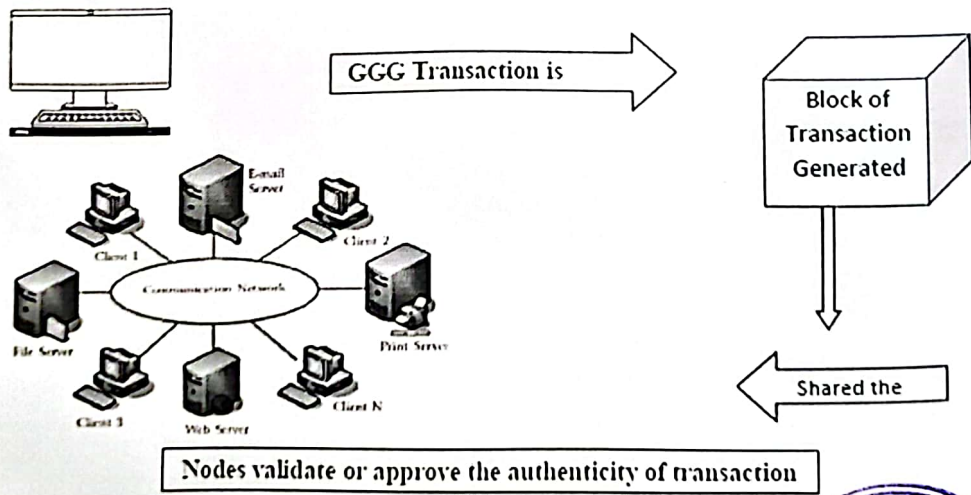 GGG Transaction is
Block of
Transaction
Generated
E-mail
Server
Client 1
Client 2
Communication Network
File Server
Print Server
Client 3
Web Server
Client N
Shared the
Nodes validate or approve the authenticity of transaction